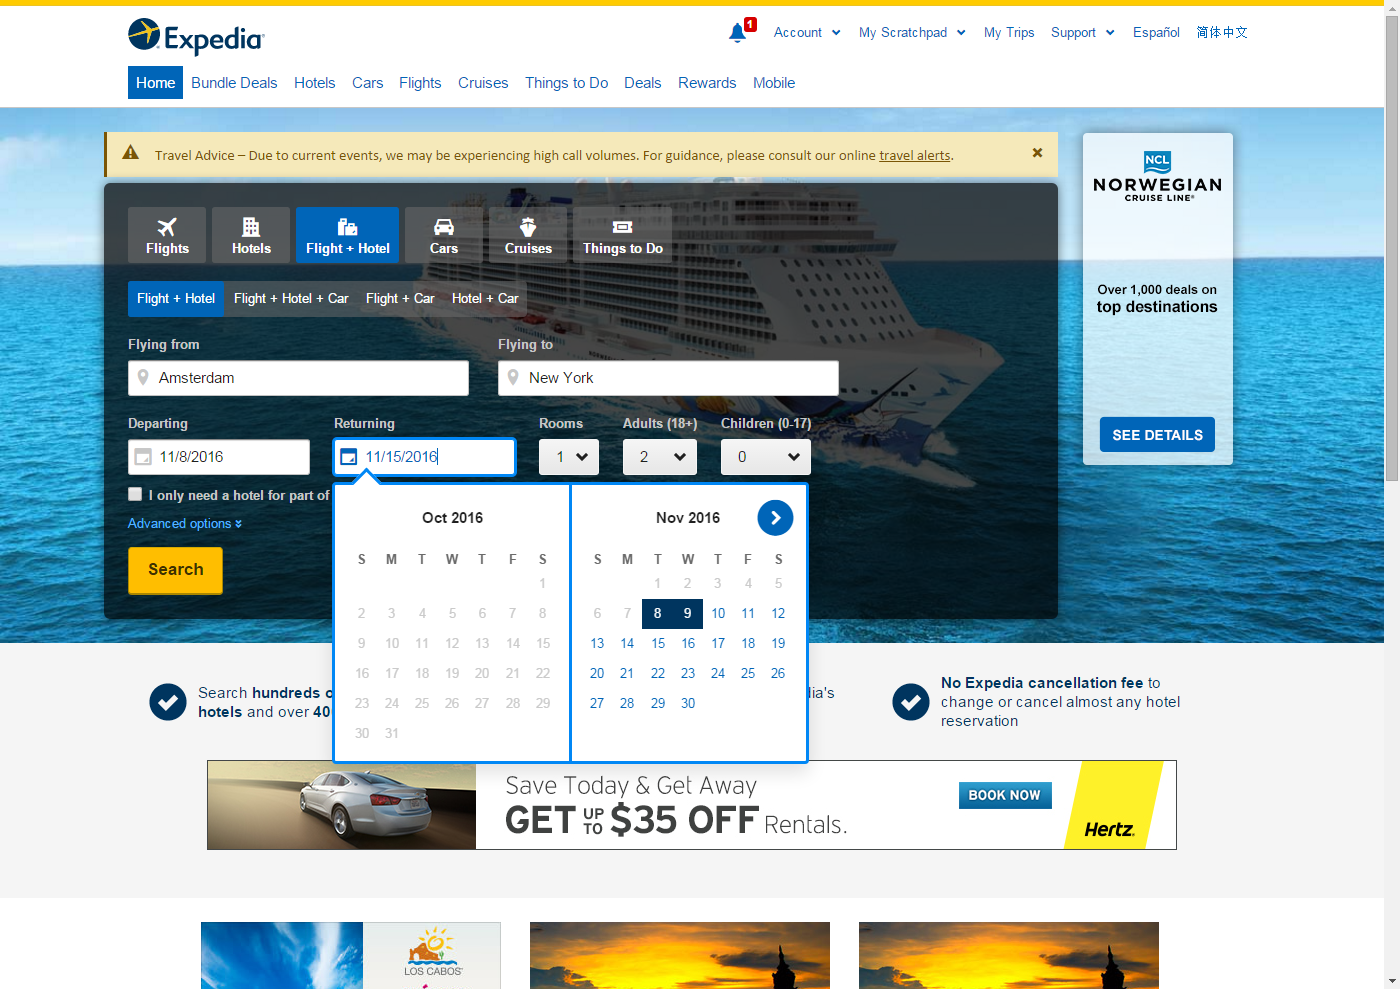 Expedia
1
Account
My Scratchpad
My Trips
Support
Español
简体中文
Home
Bundle Deals
Hotels
Cars
Flights
Cruises
Things to Do
Deals
Rewards
Mobile
Travel Advice – Due to current events, we may be experiencing high call volumes. For guidance, please consult our online travel alerts.
Flights
Hotels
Flight + Hotel
Cars
Cruises
Things to Do
Flight + Hotel
Flight + Hotel + Car
Flight + Car
Hotel + Car
Flying from
Flying to
Amsterdam
New York
Departing
Returning
Rooms
Adults (18+)
Children (0-17)
11/8/2016
11/15/2016
1
2
0
I only need a hotel for part of
Advanced options
Search
Oct 2016
S M T W T F S
1
2 3 4 5 6 7 8
9 10 11 12 13 14 15
16 17 18 19 20 21 22
23 24 25 26 27 28 29
30 31
Nov 2016
S M T W T F S
1 2 3 4 5
6 7 8 9 10 11 12
13 14 15 16 17 18 19
20 21 22 23 24 25 26
27 28 29 30
NCL
NORWEGIAN
CRUISE LINE®
Over 1,000 deals on
top destinations
SEE DETAILS
Search hundreds
hotels and over 40
No Expedia cancellation fee to
change or cancel almost any hotel
reservation
Save Today & Get Away
GET UP TO $35 OFF Rentals.
BOOK NOW
Hertz
LOS CABOS